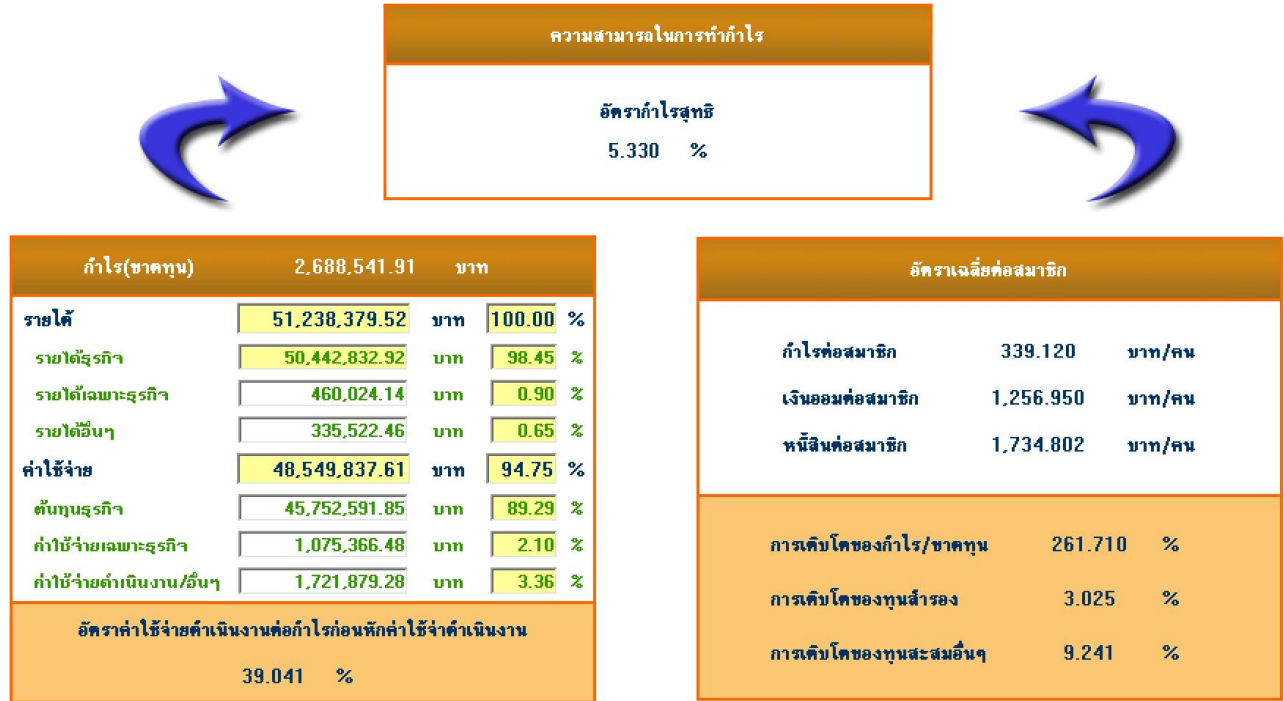 ความสามารถในการทำกำไร
อัตรากำไรสุทธิ
5.330 %
กำไร(ขาดทุน) 2,688,541.91 บาท
รายได้ 51,238,379.52 บาท 100.00 %
รายได้ธุรกิจ 50,442,832.92 บาท 98.45 %
รายได้เฉพาะธุรกิจ 460,024.14 บาท 0.90 %
รายได้อื่นๆ 335,522.46 บาท 0.65 %
ค่าใช้จ่าย 48,549,837.61 บาท 94.75 %
ต้นทุนธุรกิจ 45,752,591.85 บาท 89.29 %
ค่าใช้จ่ายเฉพาะธุรกิจ 1,075,366.48 บาท 2.10 %
ค่าใช้จ่ายดำเนินงาน/อื่นๆ 1,721,879.28 บาท 3.36 %
อัตราค่าใช้จ่ายดำเนินงานต่อกำไรก่อนหักค่าใช้จ่าดำเนินงาน
39.041 %
อัตราเฉลี่ยต่อสมาชิก
กำไรต่อสมาชิก 339.120 บาท/คน
เงินออมต่อสมาชิก 1,256.950 บาท/คน
หนี้สินต่อสมาชิก 1,734.802 บาท/คน
การเติบโตของกำไร/ขาดทุน 261.710 %
การเติบโตของทุนสำรอง 3.025 %
การเติบโตของทุนสะสมอื่นๆ 9.241 %